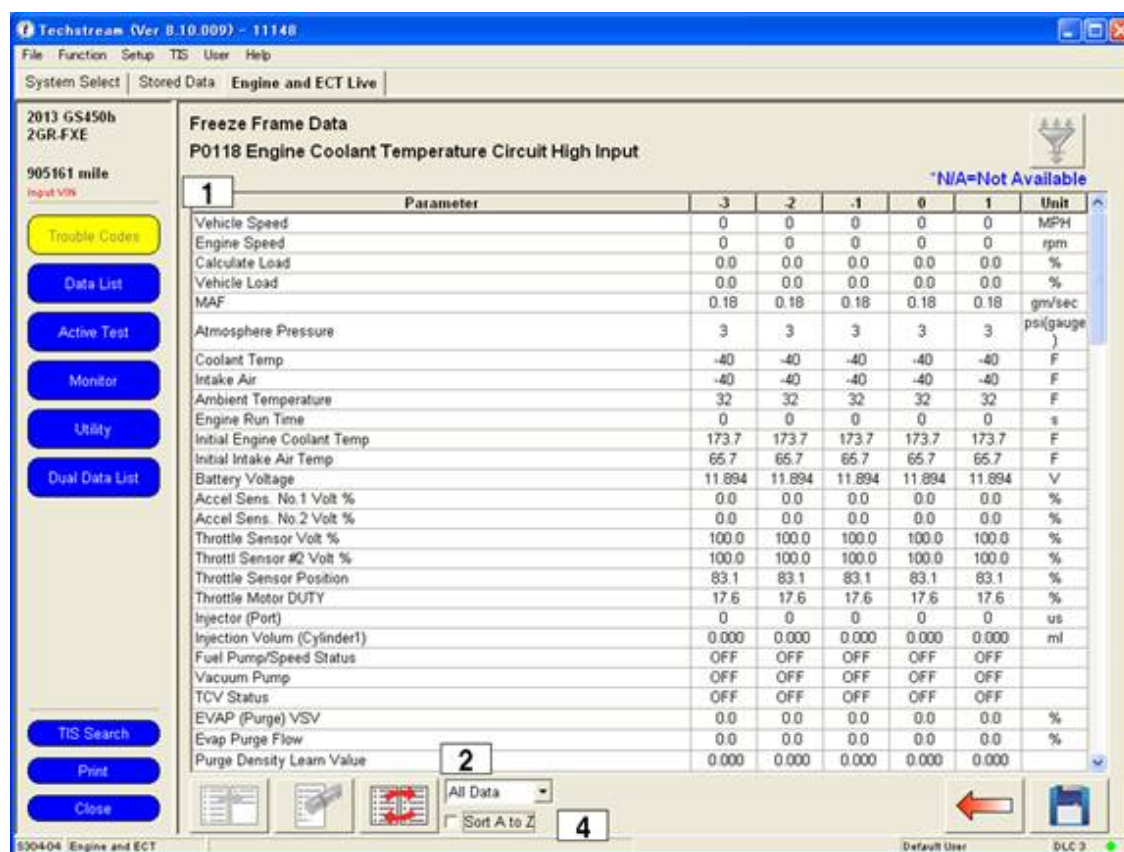 Techstream (Ver 8.10.009) - 11148
File Function Setup TIS User Help
System Select Stored Data Engine and ECT Live
2013 GS450h
2GR-FXE
905161 mile
Input VIN
Trouble Codes
Data List
Active Test
Monitor
Utility
Dual Data List
TIS Search
Print
Close
Freeze Frame Data
P0118 Engine Coolant Temperature Circuit High Input
*N/A=Not Available
1
Parameter -3 -2 -1 0 1 Unit
Vehicle Speed 0 0 0 0 0 MPH
Engine Speed 0 0 0 0 0 rpm
Calculate Load 0.0 0.0 0.0 0.0 0.0 %
Vehicle Load 0.0 0.0 0.0 0.0 0.0 %
MAF 0.18 0.18 0.18 0.18 0.18 gm/sec
Atmosphere Pressure 3 3 3 3 3 psi(gauge
)
Coolant Temp -40 -40 -40 -40 -40 F
Intake Air -40 -40 -40 -40 -40 F
Ambient Temperature 32 32 32 32 32 F
Engine Run Time 0 0 0 0 0 s
Initial Engine Coolant Temp 173.7 173.7 173.7 173.7 173.7 F
Initial Intake Air Temp 65.7 65.7 65.7 65.7 65.7 F
Battery Voltage 11.894 11.894 11.894 11.894 11.894 V
Accel Sens. No.1 Volt % 0.0 0.0 0.0 0.0 0.0 %
Accel Sens. No.2 Volt % 0.0 0.0 0.0 0.0 0.0 %
Throttle Sensor Volt % 100.0 100.0 100.0 100.0 100.0 %
Throttl Sensor #2 Volt % 100.0 100.0 100.0 100.0 100.0 %
Throttle Sensor Position 83.1 83.1 83.1 83.1 83.1 %
Throttle Motor DUTY 17.6 17.6 17.6 17.6 17.6 %
Injector (Port) 0 0 0 0 0 us
Injection Volum (Cylinder1) 0.000 0.000 0.000 0.000 0.000 ml
Fuel Pump/Speed Status OFF OFF OFF OFF OFF
Vacuum Pump OFF OFF OFF OFF OFF
TCV Status OFF OFF OFF OFF OFF
EVAP (Purge) VSV 0.0 0.0 0.0 0.0 0.0 %
Evap Purge Flow 0.0 0.0 0.0 0.0 0.0 %
Purge Density Learn Value 0.000 0.000 0.000 0.000 0.000
2
All Data
Sort A to Z
4
S304-04 Engine and ECT Default User DLC 3